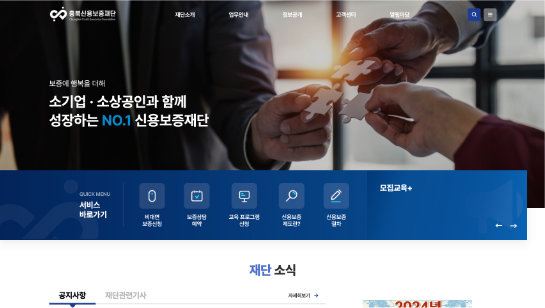 충북신용보증재단
재단소개
업무안내
정보공개
고객센터
열린마당
보증에 행복을 더해
소기업 · 소상공인과 함께
성장하는 NO.1 신용보증재단
QUICK MENU
서비스
바로가기
비대면
보증신청
보증상담
예약
교육 프로그램
신청
신용보증
제도란?
신용보증
절차
모집교육+
재단 소식
공지사항
재단관련기사
자세히보기